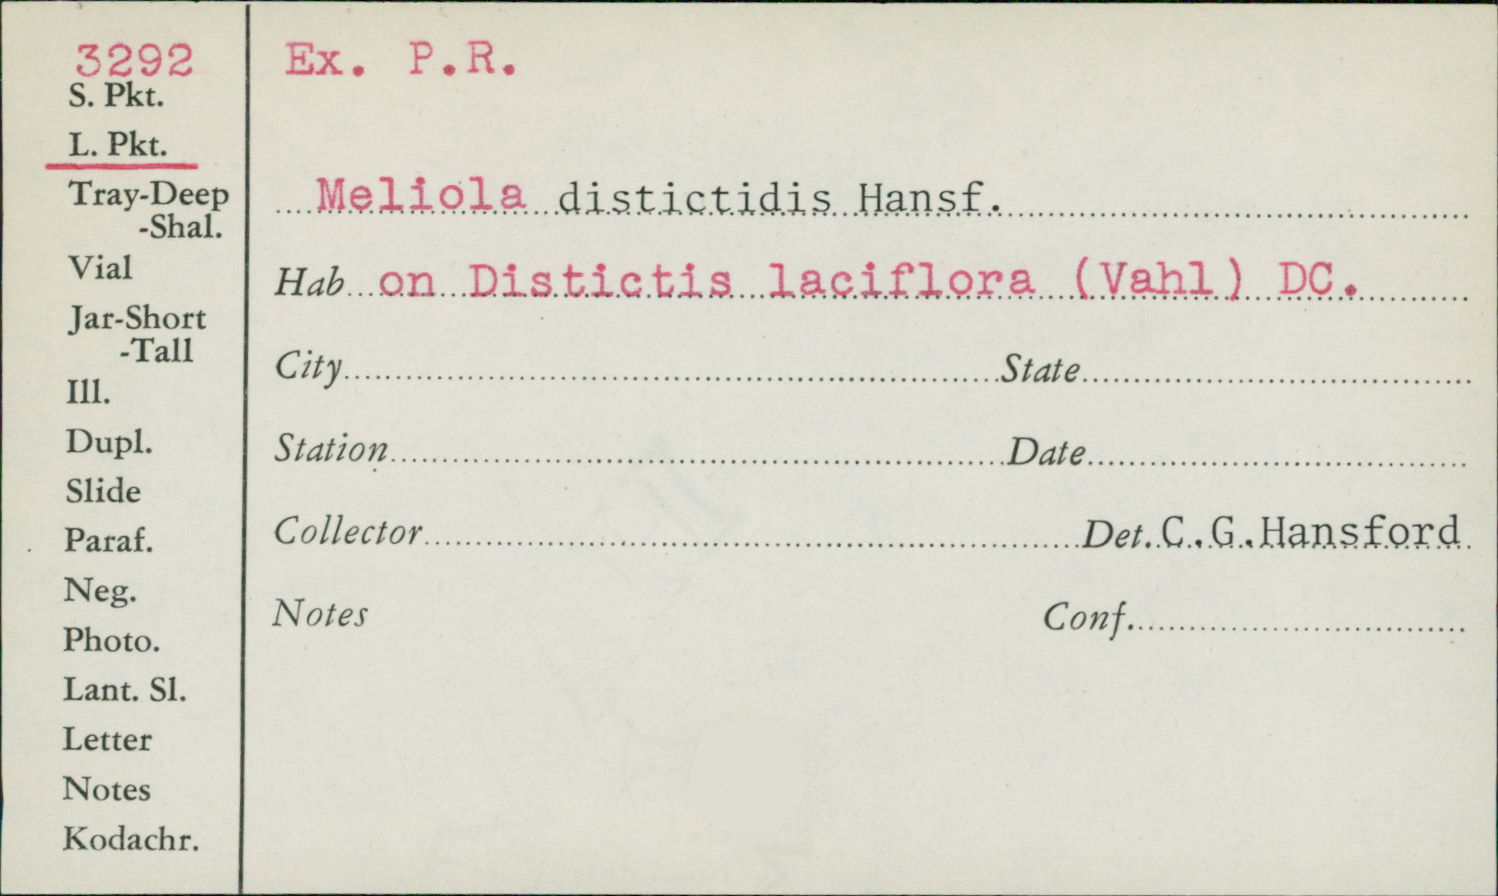 3292
S. Pkt.
L. Pkt.
Tray-Deep
-Shal.
Vial
Jar-Short
-Tall
Ill.
Dupl.
Slide
Paraf.
Neg.
Photo.
Lant. Sl.
Letter
Notes
Kodachr.
Ex. P.R.
Meliola distictidis Hansf.
Hab on Distictis laciflora (Vahl) DC.
City State
Station Date
Collector Det. C.G.Hansford
Notes Conf.